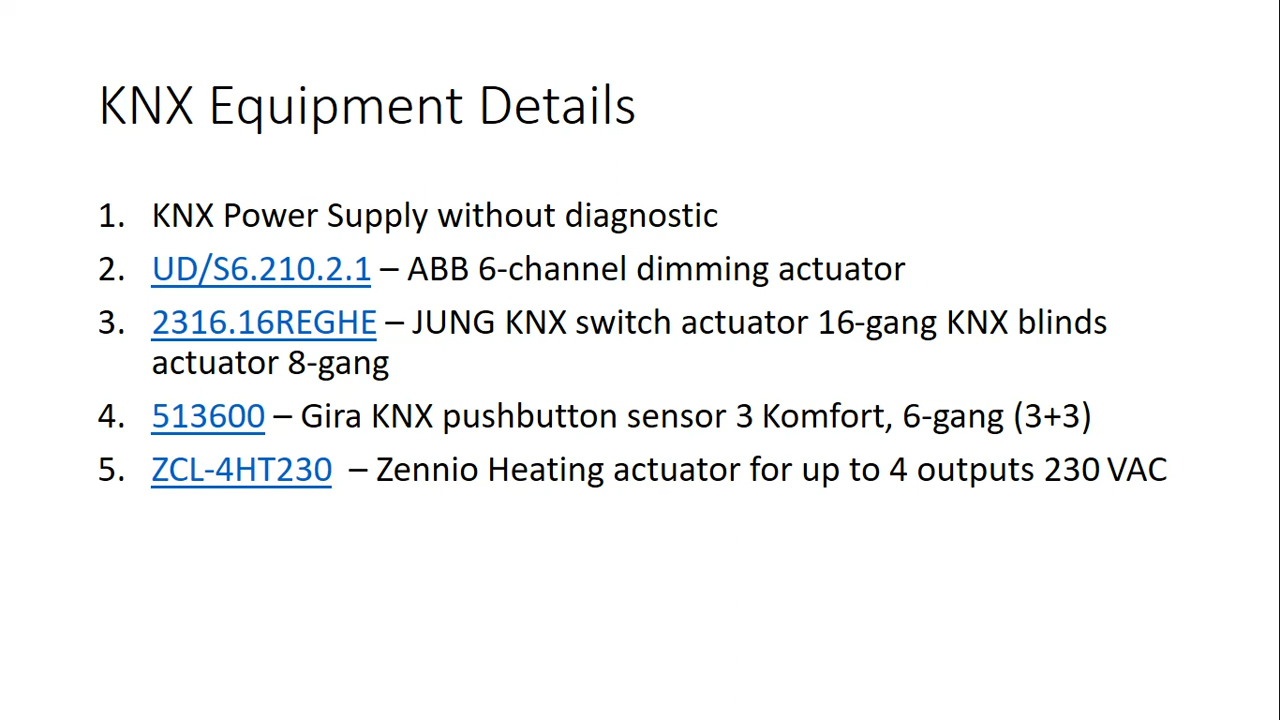 KNX Equipment Details
1. KNX Power Supply without diagnostic
2. UD/S6.210.2.1 – ABB 6-channel dimming actuator
3. 2316.16REGHE – JUNG KNX switch actuator 16-gang KNX blinds
actuator 8-gang
4. 513600 – Gira KNX pushbutton sensor 3 Komfort, 6-gang (3+3)
5. ZCL-4HT230 – Zennio Heating actuator for up to 4 outputs 230 VAC